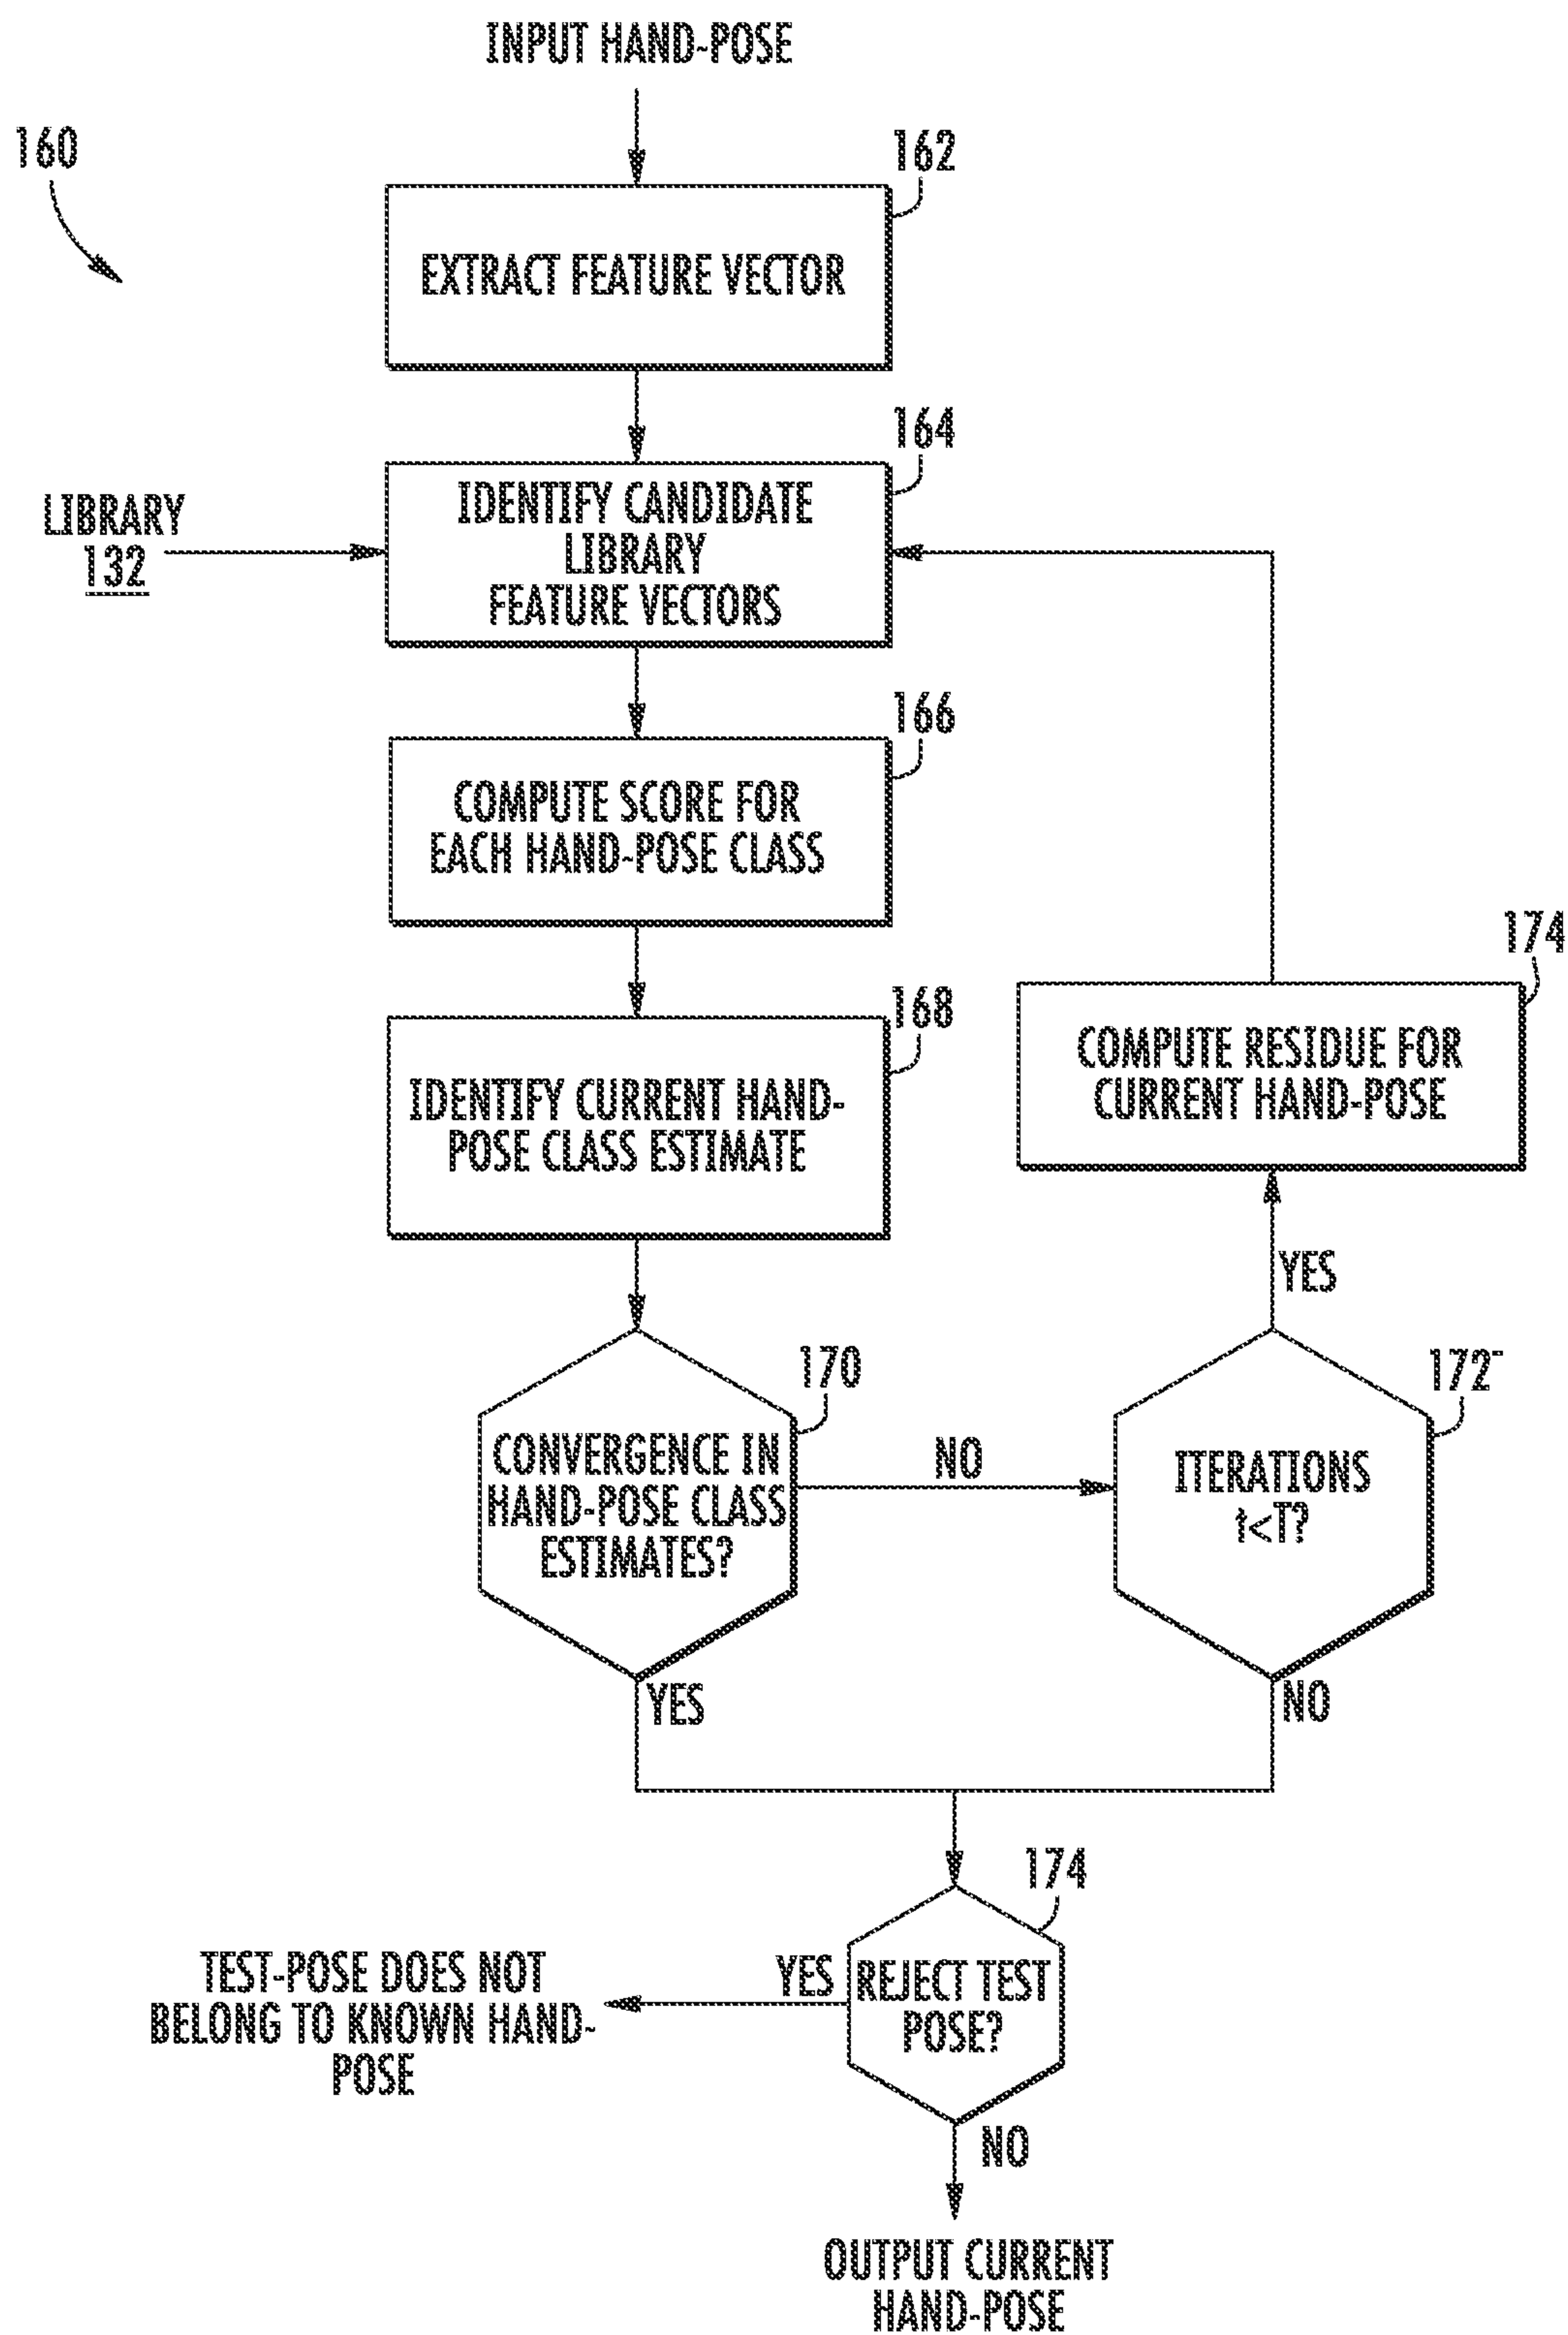 INPUT HAND-POSE
160
162
EXTRACT FEATURE VECTOR
164
LIBRARY
132
IDENTIFY CANDIDATE
LIBRARY
FEATURE VECTORS
166
COMPUTE SCORE FOR
EACH HAND-POSE CLASS
174
COMPUTE RESIDUE FOR
CURRENT HAND-POSE
168
IDENTIFY CURRENT HAND-
POSE CLASS ESTIMATE
YES
170
CONVERGENCE IN
HAND-POSE CLASS
ESTIMATES?
NO
172
ITERATIONS
t<T?
YES
NO
174
REJECT TEST
POSE?
YES
TEST-POSE DOES NOT
BELONG TO KNOWN HAND-
POSE
NO
OUTPUT CURRENT
HAND-POSE